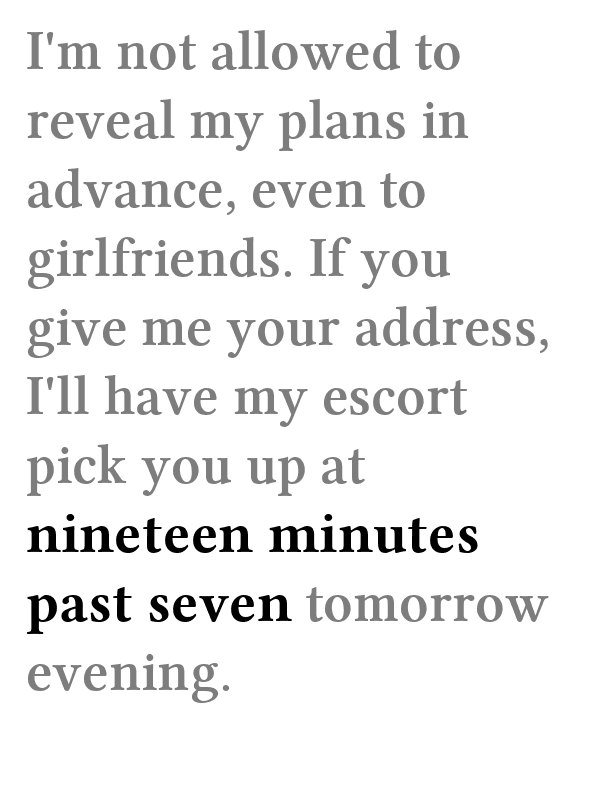 I'm not allowed to
reveal my plans in
advance, even to
girlfriends. If you
give me your address,
I'll have my escort
pick you up at
nineteen minutes
past seven tomorrow
evening.